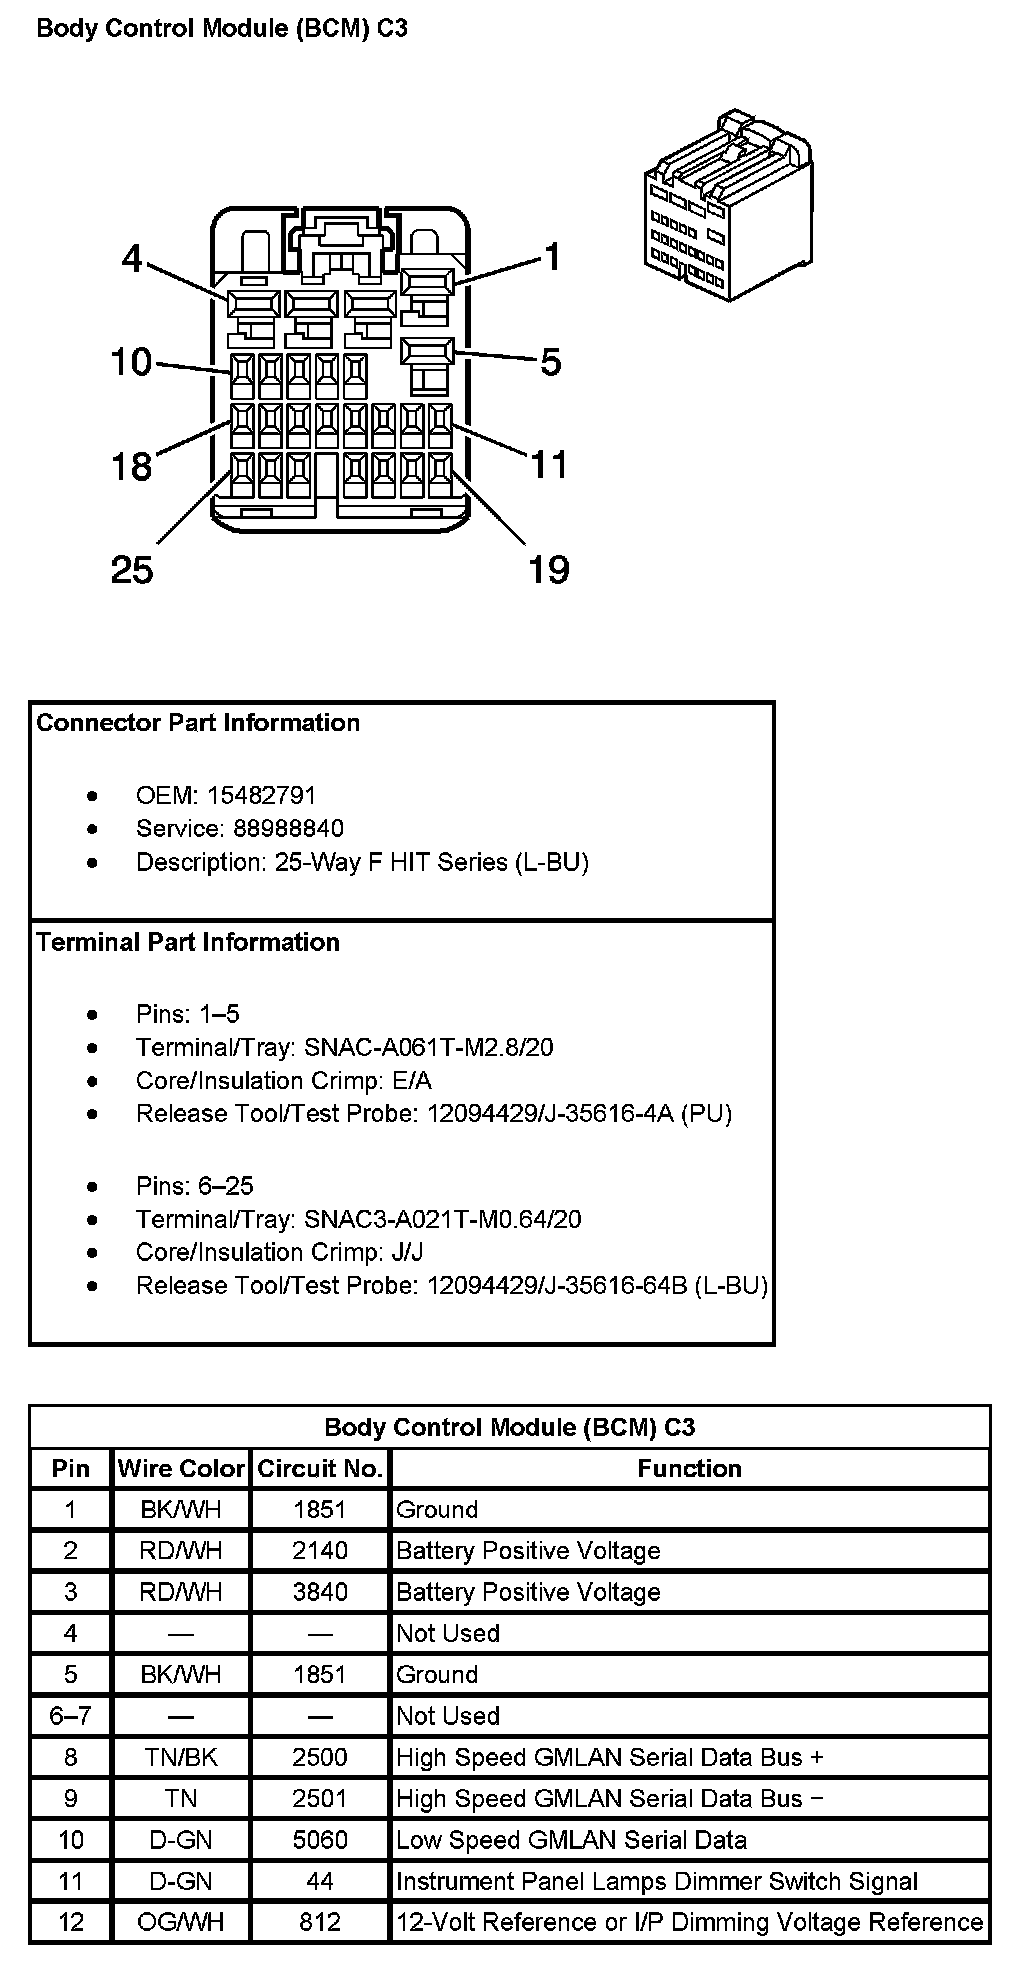 Body Control Module (BCM) C3
4
1
10
5
18
11
25
19
Connector Part Information
• OEM: 15482791
• Service: 88988840
• Description: 25-Way F HIT Series (L-BU)
Terminal Part Information
• Pins: 1–5
• Terminal/Tray: SNAC-A061T-M2.8/20
• Core/Insulation Crimp: E/A
• Release Tool/Test Probe: 12094429/J-35616-4A (PU)
• Pins: 6–25
• Terminal/Tray: SNAC3-A021T-M0.64/20
• Core/Insulation Crimp: J/J
• Release Tool/Test Probe: 12094429/J-35616-64B (L-BU)
Body Control Module (BCM) C3
Pin Wire Color Circuit No. Function
1 BK/WH 1851 Ground
2 RD/WH 2140 Battery Positive Voltage
3 RD/WH 3840 Battery Positive Voltage
4 — — Not Used
5 BK/WH 1851 Ground
6–7 — — Not Used
8 TN/BK 2500 High Speed GMLAN Serial Data Bus +
9 TN 2501 High Speed GMLAN Serial Data Bus −
10 D-GN 5060 Low Speed GMLAN Serial Data
11 D-GN 44 Instrument Panel Lamps Dimmer Switch Signal
12 OG/WH 812 12-Volt Reference or I/P Dimming Voltage Reference